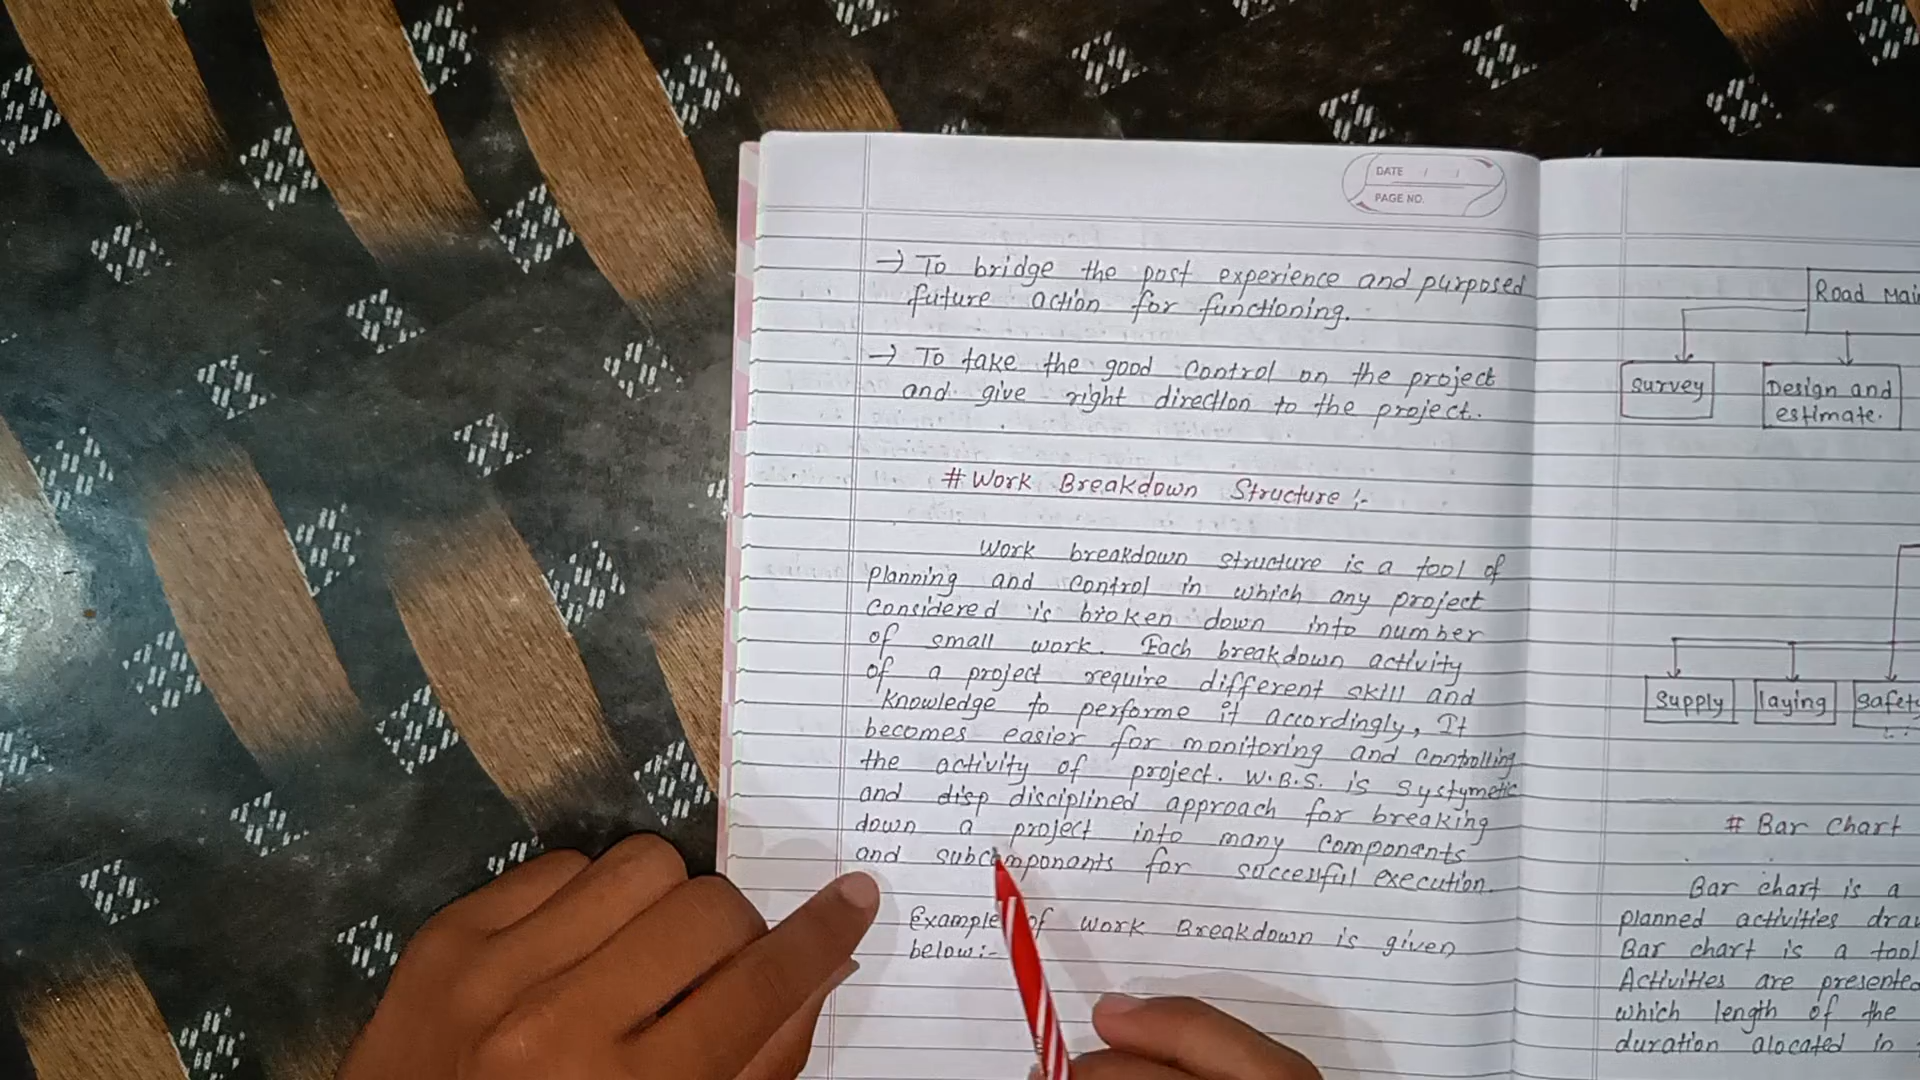 DATE / /
PAGE NO.
→ To bridge the past experience and purposed
future action for functioning.
→ To take the good control on the project
and give right direction to the project.
# Work Breakdown Structure :-
Work breakdown structure is a tool of
planning and control in which any project
considered is broken down into number
of small work. Each breakdown activity
of a project require different skill and
knowledge to performe it accordingly, It
becomes easier for monitoring and controlling
the activity of project. W.B.S. is Systymetic
and disp disciplined approach for breaking
down a project into many components
and subcomponants for successful execution.
Example of Work Breakdown is given
below:-
Road
survey
Design and
estimate.
supply
laying
# Bar Chart
Bar chart is a
planned activities
Bar chart is a tool
Activities are
which length of the
duration alocated in